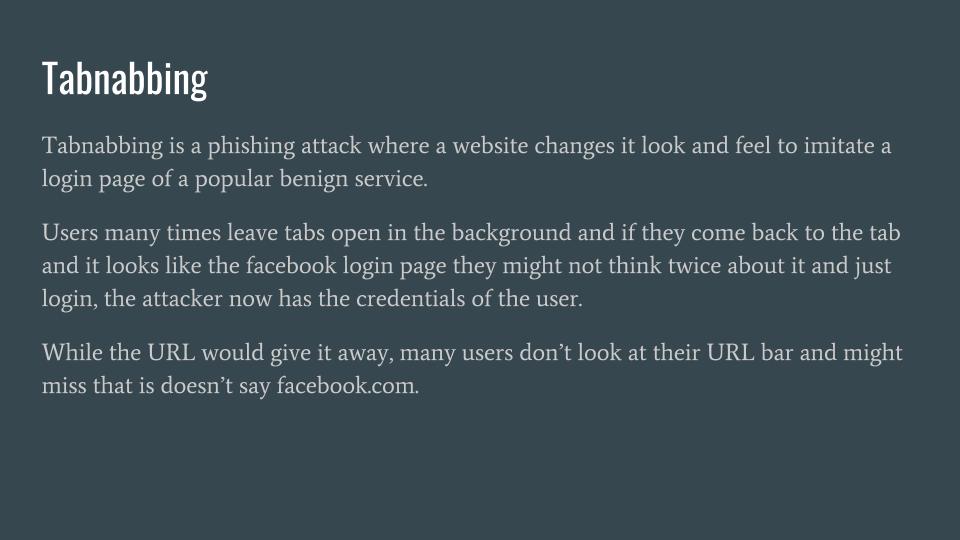 Tabnabbing
Tabnabbing is a phishing attack where a website changes it look and feel to imitate a
login page of a popular benign service.
Users many times leave tabs open in the background and if they come back to the tab
and it looks like the facebook login page they might not think twice about it and just
login, the attacker now has the credentials of the user.
While the URL would give it away, many users don’t look at their URL bar and might
miss that is doesn’t say facebook.com.